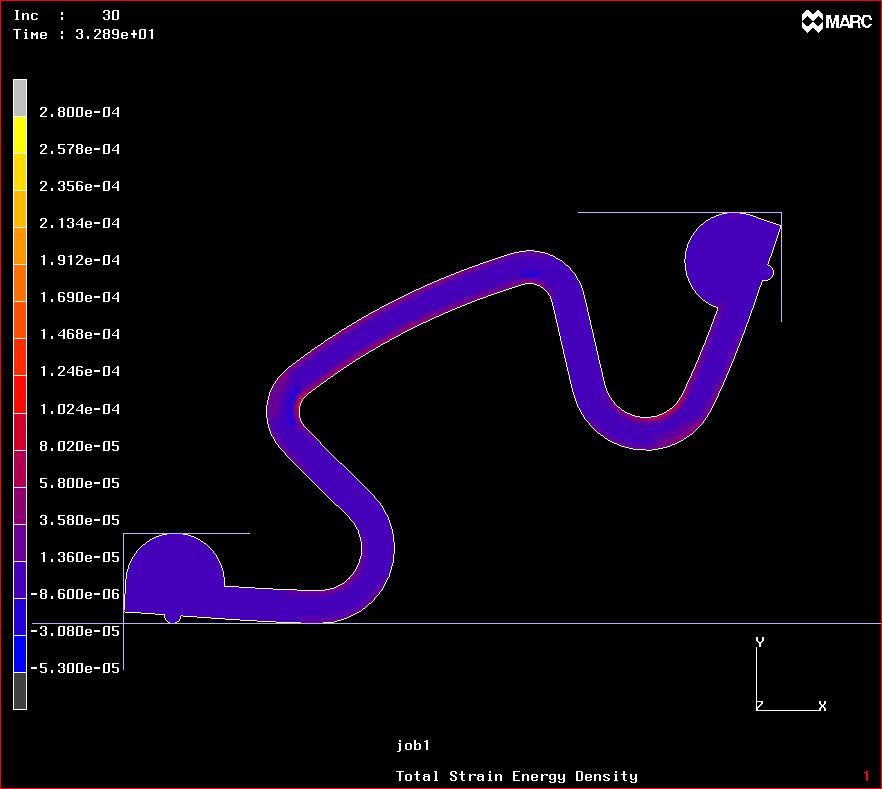 Inc : 30
Time : 3.289e+01
MARC
2.800e-04
2.578e-04
2.356e-04
2.134e-04
1.912e-04
1.690e-04
1.468e-04
1.246e-04
1.024e-04
8.020e-05
5.800e-05
3.580e-05
1.360e-05
-8.600e-06
-3.080e-05
-5.300e-05
Y
Z X
job1
Total Strain Energy Density 1